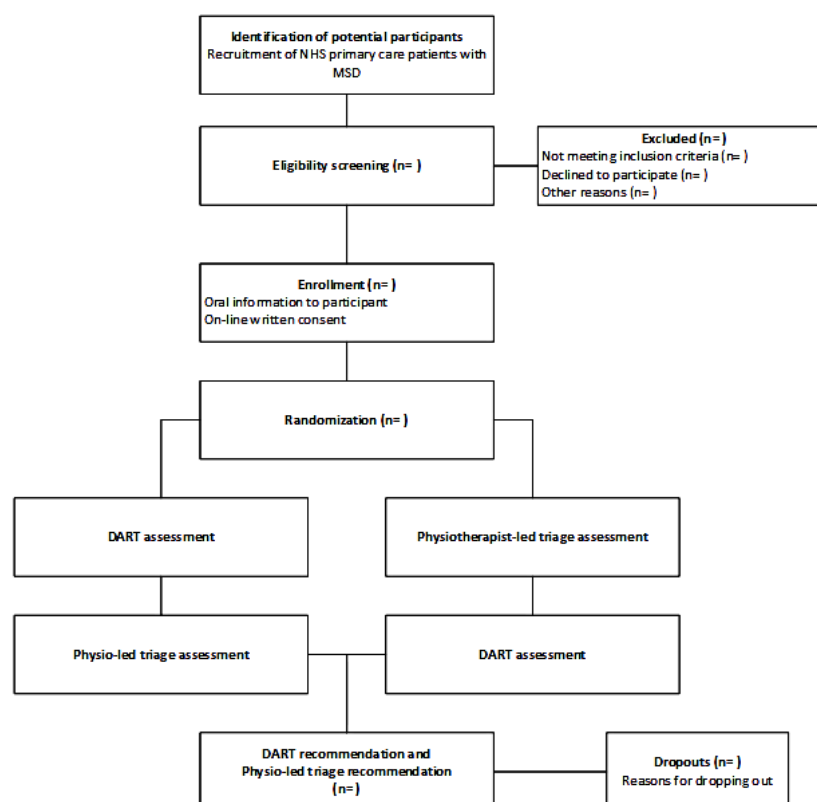 Identification of potential participants
Recruitment of NHS primary care patients with
MSD
Eligibility screening (n= )
Excluded (n= )
Not meeting inclusion criteria (n= )
Declined to participate (n= )
Other reasons (n= )
Enrollment (n= )
Oral information to participant
On-line written consent
Randomization (n= )
DART assessment
Physiotherapist-led triage assessment
Physio-led triage assessment
DART assessment
DART recommendation and
Physio-led triage recommendation
(n= )
Dropouts (n= )
Reasons for dropping out